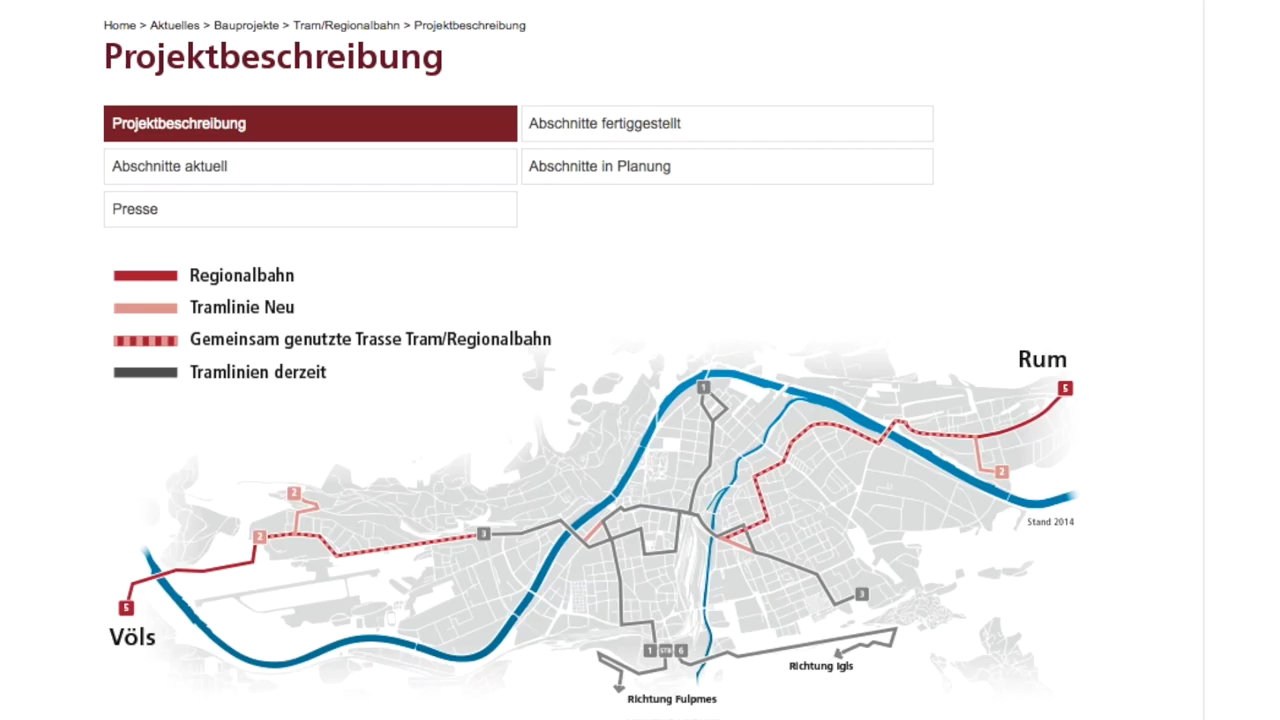 Home > Aktuelles > Bauprojekte > Tram/Regionalbahn > Projektbeschreibung
Projektbeschreibung
Projektbeschreibung
Abschnitte fertiggestellt
Abschnitte aktuell
Abschnitte in Planung
Presse
Regionalbahn
Tramlinie Neu
Gemeinsam genutzte Trasse Tram/Regionalbahn
Tramlinien derzeit
Rum
5
1
2
2
Stand 2014
3
2
3
5
Völs
1 STB 6
Richtung Igls
Richtung Fulpmes